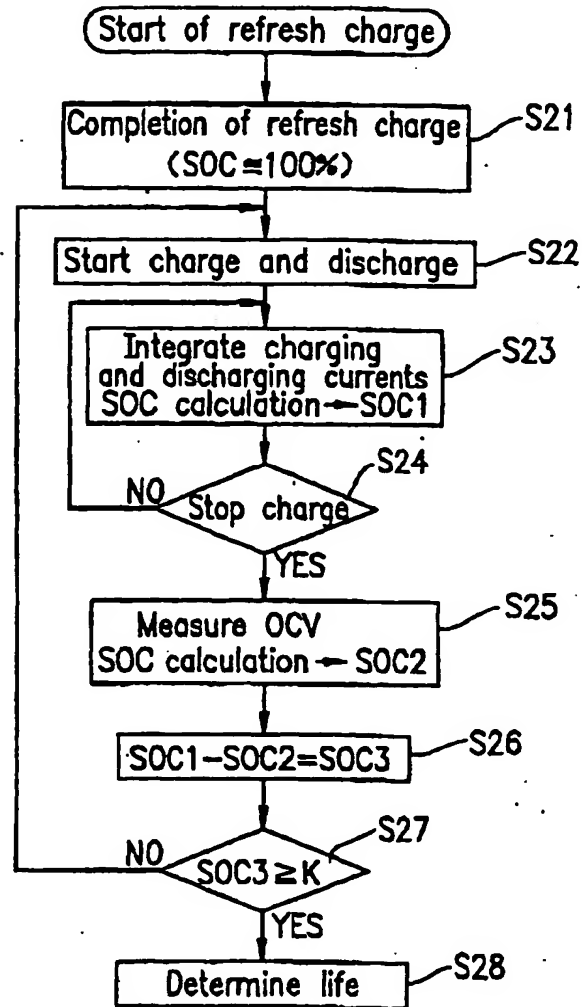 Start of refresh charge
Completion of refresh charge
(SOC≃100%)
S21
Start charge and discharge
S22
Integrate charging
and discharging currents
SOC calculation → SOC1
S23
S24
Stop charge
NO
YES
Measure OCV
SOC calculation → SOC2
S25
SOC1-SOC2=SOC3
S26
S27
NO
SOC3≥K
YES
Determine life
S28